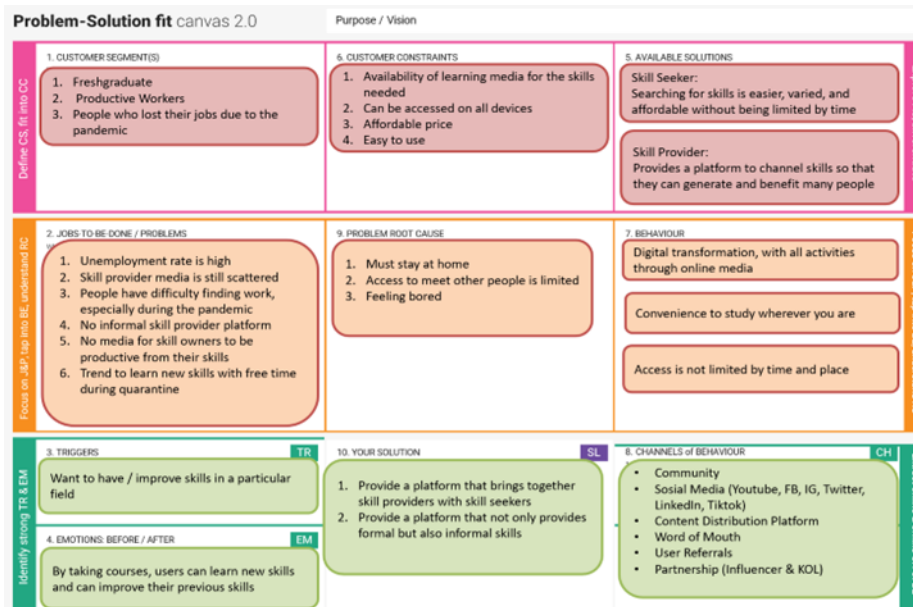 Problem-Solution fit canvas 2.0
Purpose / Vision
Define CS, fit into CC
1. CUSTOMER SEGMENT(S)
1. Freshgraduate
2. Productive Workers
3. People who lost their jobs due to the
pandemic
6. CUSTOMER CONSTRAINTS
1. Availability of learning media for the skills
needed
2. Can be accessed on all devices
3. Affordable price
4. Easy to use
5. AVAILABLE SOLUTIONS
Skill Seeker:
Searching for skills is easier, varied, and
affordable without being limited by time
Skill Provider:
Provides a platform to channel skills so that
they can generate and benefit many people
Focus on J&P, tap into BE, understand RC
2. JOBS-TO-BE-DONE / PROBLEMS
1. Unemployment rate is high
2. Skill provider media is still scattered
3. People have difficulty finding work,
especially during the pandemic
4. No informal skill provider platform
5. No media for skill owners to be
productive from their skills
6. Trend to learn new skills with free time
during quarantine
9. PROBLEM ROOT CAUSE
1. Must stay at home
2. Access to meet other people is limited
3. Feeling bored
7. BEHAVIOUR
Digital transformation, with all activities
through online media
Convenience to study wherever you are
Access is not limited by time and place
Identify strong TR & EM
3. TRIGGERS
TR
Want to have / improve skills in a particular
field
4. EMOTIONS: BEFORE / AFTER
EM
By taking courses, users can learn new skills
and can improve their previous skills
10. YOUR SOLUTION
SL
1. Provide a platform that brings together
skill providers with skill seekers
2. Provide a platform that not only provides
formal but also informal skills
8. CHANNELS of BEHAVIOUR
CH
• Community
• Sosial Media (Youtube, FB, IG, Twitter,
LinkedIn, Tiktok)
• Content Distribution Platform
• Word of Mouth
• User Referrals
• Partnership (Influencer & KOL)